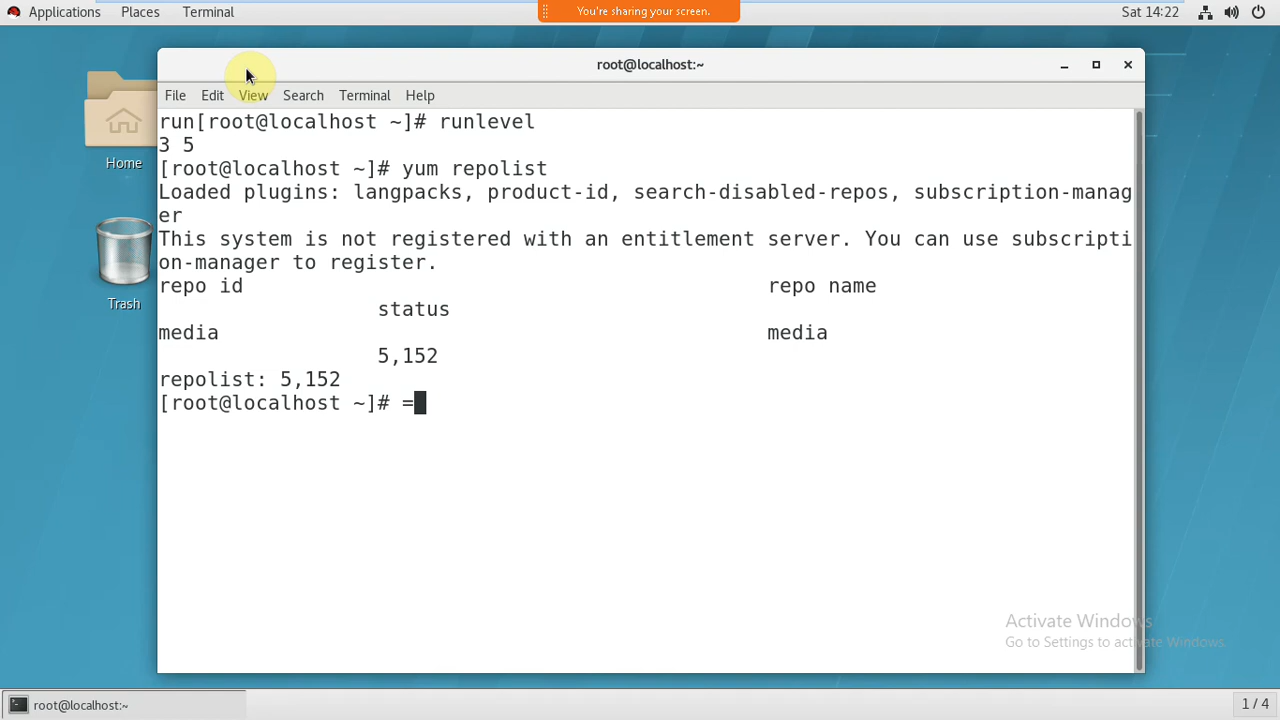 Applications Places Terminal
You're sharing your screen.
Sat 14:22
root@localhost:~
File Edit View Search Terminal Help
run[root@localhost ~]# runlevel
3 5
[root@localhost ~]# yum repolist
Loaded plugins: langpacks, product-id, search-disabled-repos, subscription-manag
er
This system is not registered with an entitlement server. You can use subscripti
on-manager to register.
repo id repo name
status
media media
5,152
repolist: 5,152
[root@localhost ~]# =
Home
Trash
Activate Windows
Go to Settings to activate Windows.
root@localhost:~
1 / 4